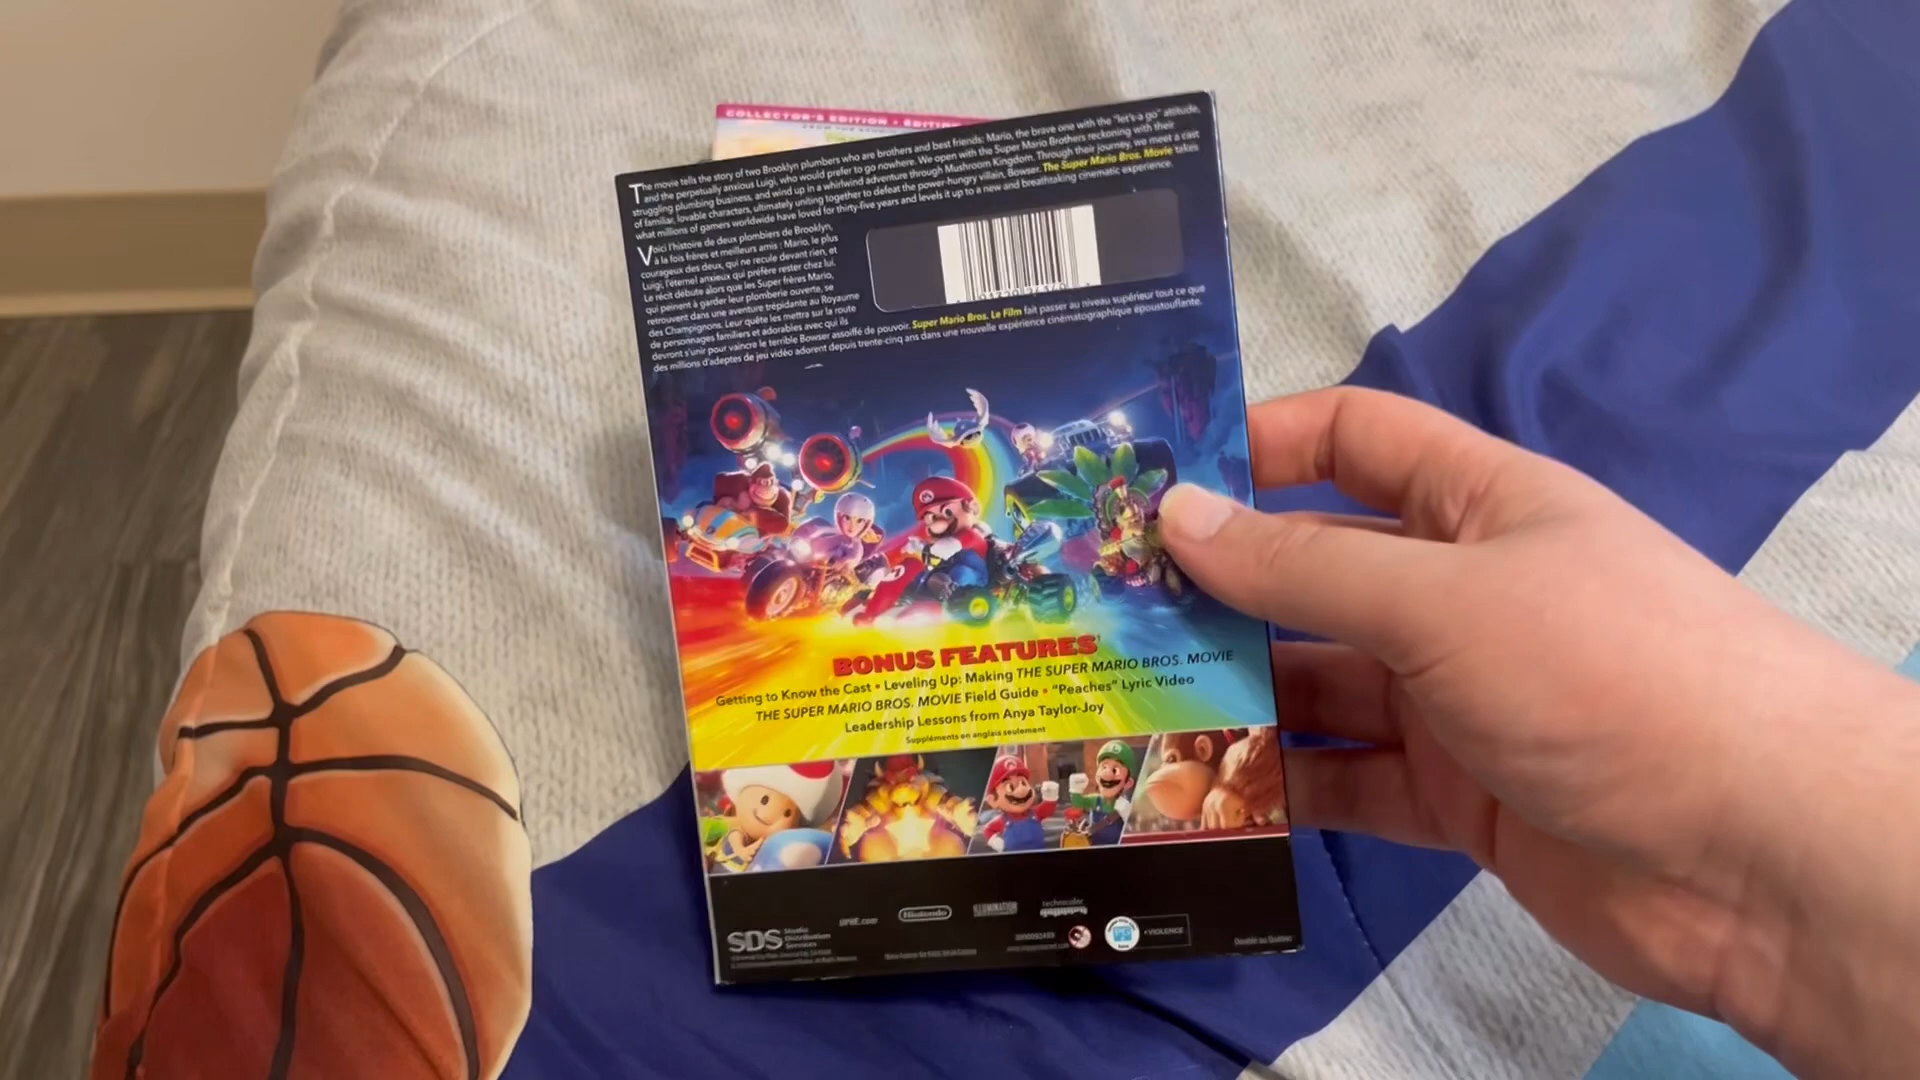 COLLECTOR'S EDITION • ÉDITIO
The movie tells the story of two Brooklyn plumbers who are brothers and best friends: Mario, the brave one with the "let's-a go" attitude,
and the perpetually anxious Luigi, who would prefer to go nowhere. We open with the Super Mario Brothers reckoning with their
struggling plumbing business, and wind up in a whirlwind adventure through Mushroom Kingdom. Through their journey, we meet a cast
of familiar, lovable characters, ultimately uniting together to defeat the power-hungry villain, Bowser. The Super Mario Bros. Movie takes
what millions of gamers worldwide have loved for thirty-five years and levels it up to a new and breathtaking cinematic experience.
Voici l'histoire de deux plombiers de Brooklyn,
à la fois frères et meilleurs amis : Mario, le plus
courageux des deux, qui ne recule devant rien, et
Luigi, l'éternel anxieux qui préfère rester chez lui.
Le récit débute alors que les Super frères Mario,
qui peinent à garder leur plomberie ouverte, se
retrouvent dans une aventure trépidante au Royaume
des Champignons. Leur quête les mettra sur la route
de personnages familiers et adorables avec qui ils
devront s'unir pour vaincre le terrible Bowser assoiffé de pouvoir. Super Mario Bros. Le Film fait passer au niveau supérieur tout ce que
des millions d'adeptes de jeu vidéo adorent depuis trente-cinq ans dans une nouvelle expérience cinématographique époustouflante.
BONUS FEATURES
Getting to Know the Cast • Leveling Up: Making THE SUPER MARIO BROS. MOVIE
THE SUPER MARIO BROS. MOVIE Field Guide • "Peaches" Lyric Video
Leadership Lessons from Anya Taylor-Joy
Suppléments en anglais seulement
UPHE.com
Nintendo
ILLUMINATION
technicolor
SDS Studio
Distribution
Services
PG
• VIOLENCE
Doublé au Québec